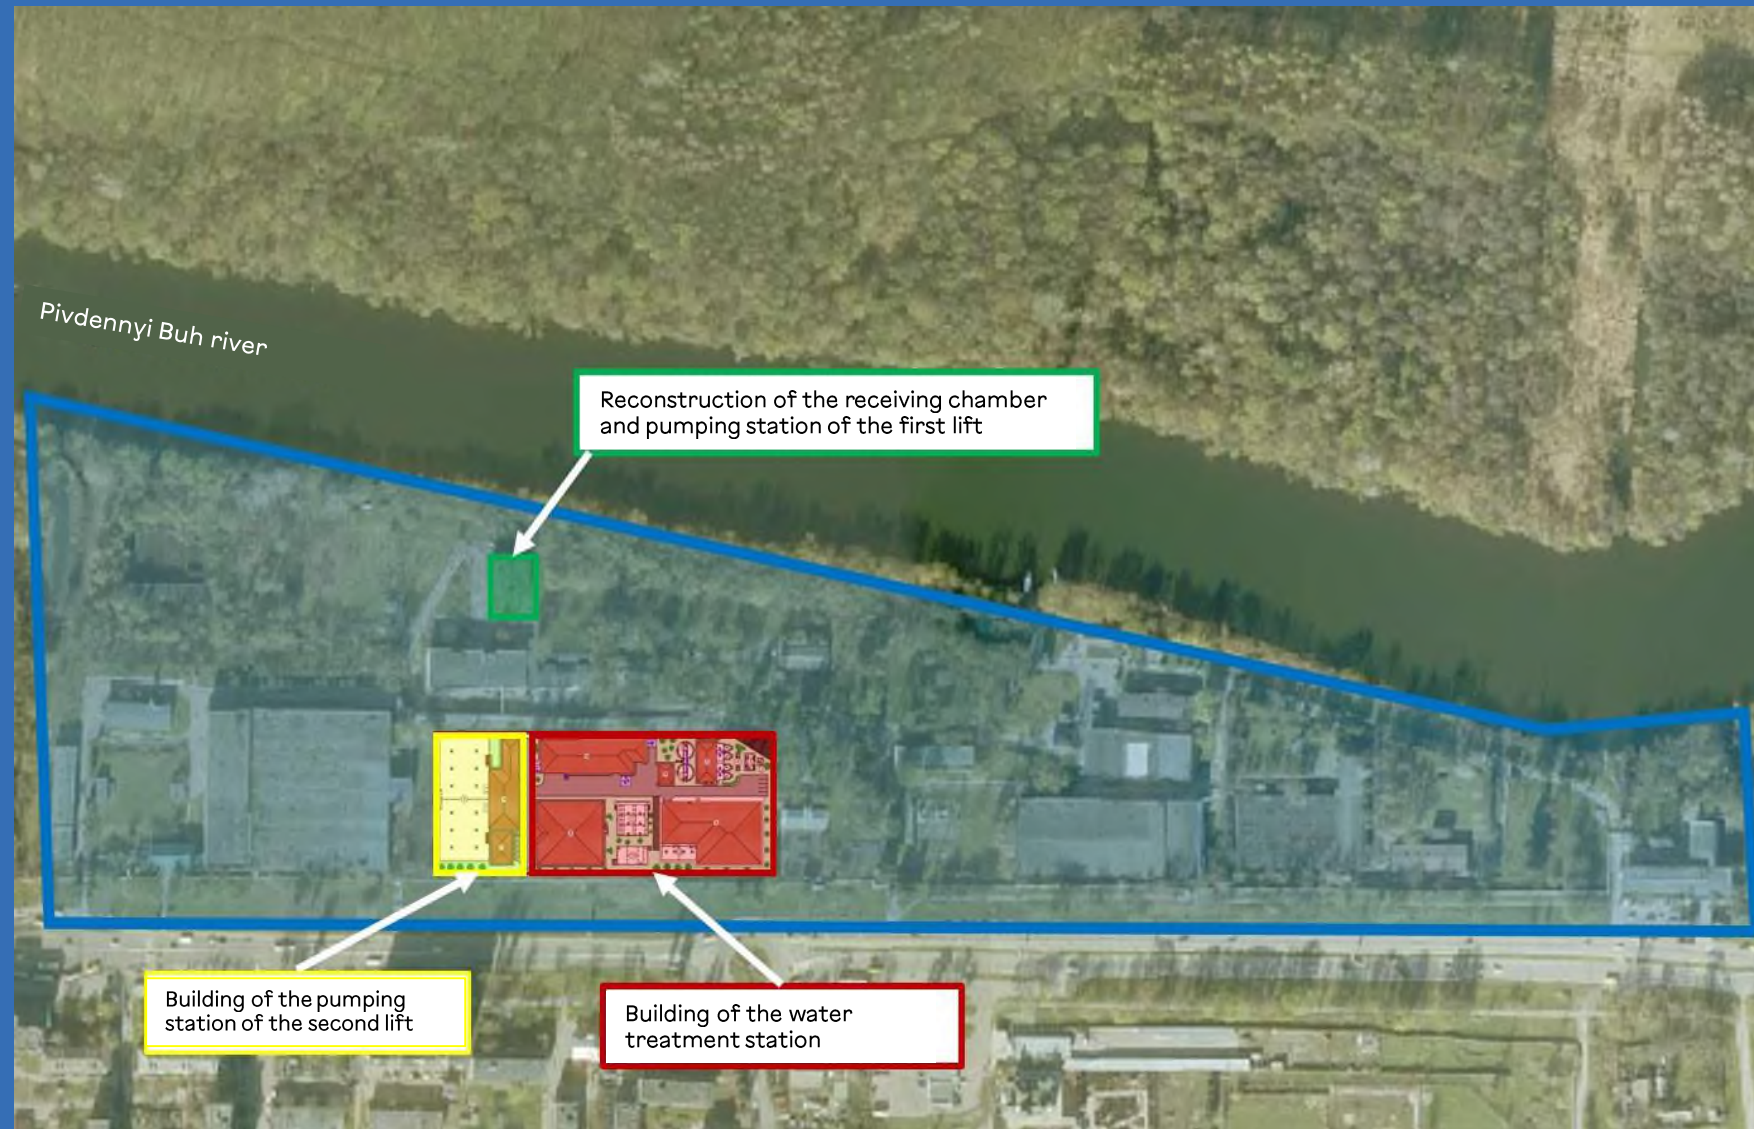 Pivdennyi Buh river
Reconstruction of the receiving chamber
and pumping station of the first lift
Building of the pumping
station of the second lift
Building of the water
treatment station